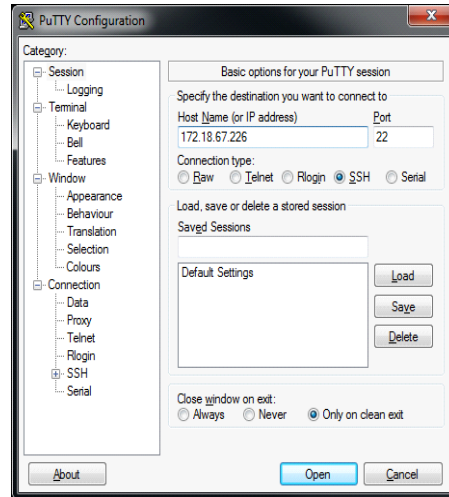 PuTTY Configuration
X
Category:
Session
Logging
Terminal
Keyboard
Bell
Features
Window
Appearance
Behaviour
Translation
Selection
Colours
Connection
Data
Proxy
Telnet
Rlogin
SSH
Serial
Basic options for your PuTTY session
Specify the destination you want to connect to
Host Name (or IP address) Port
172.18.67.226 22
Connection type:
Raw Telnet Rlogin SSH Serial
Load, save or delete a stored session
Saved Sessions
Default Settings
Load
Save
Delete
Close window on exit:
Always Never Only on clean exit
About Open Cancel